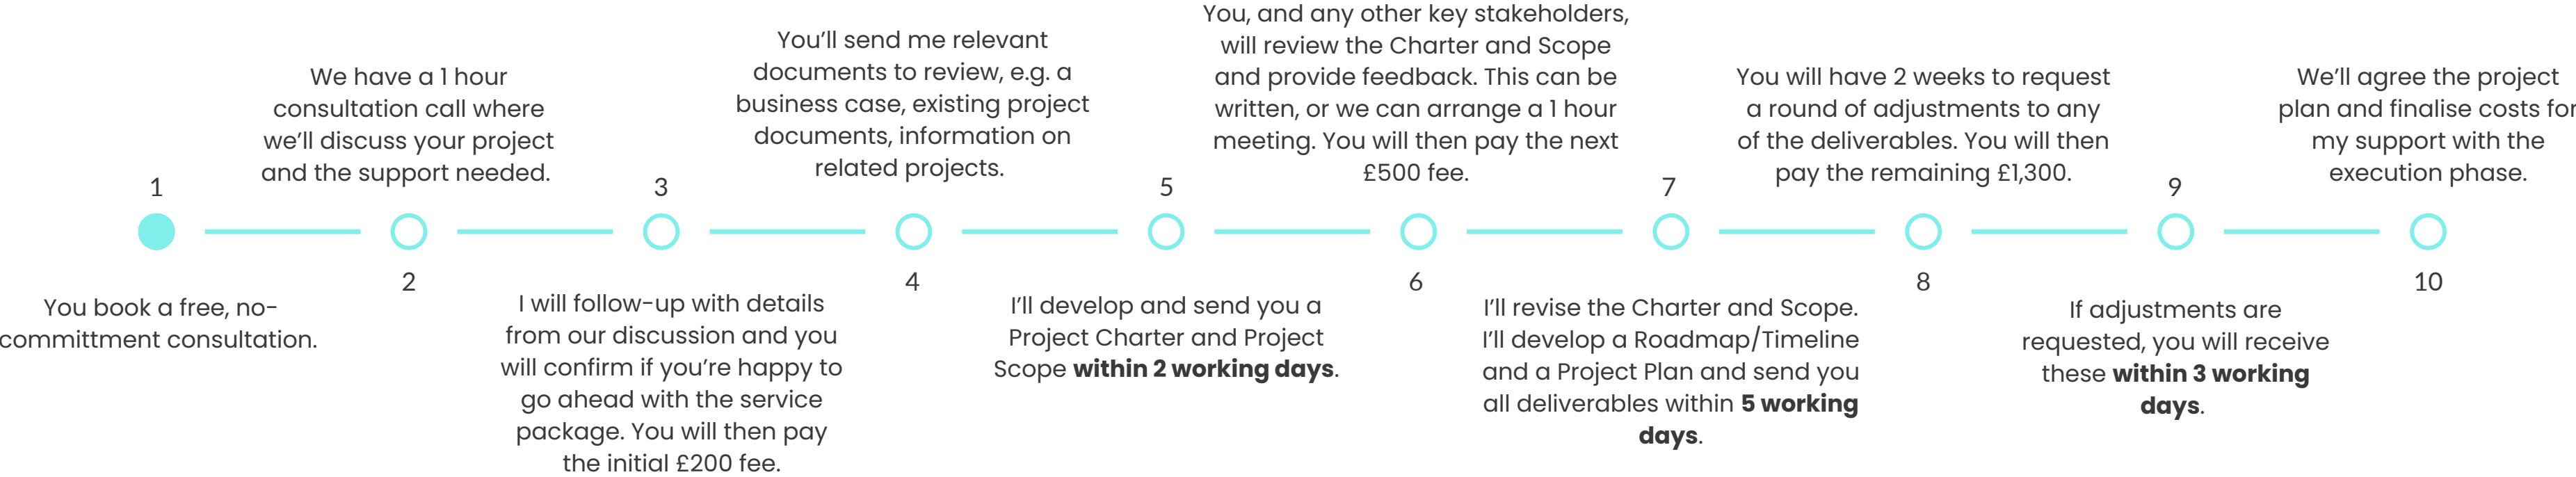 1
You book a free, no-
committment consultation.
We have a 1 hour
consultation call where
we'll discuss your project
and the support needed.
2
3
I will follow-up with details
from our discussion and you
will confirm if you're happy to
go ahead with the service
package. You will then pay
the initial £200 fee.
You'll send me relevant
documents to review, e.g. a
business case, existing project
documents, information on
related projects.
4
5
I'll develop and send you a
Project Charter and Project
Scope within 2 working days.
You, and any other key stakeholders,
will review the Charter and Scope
and provide feedback. This can be
written, or we can arrange a 1 hour
meeting. You will then pay the next
£500 fee.
6
7
I'll revise the Charter and Scope.
I'll develop a Roadmap/Timeline
and a Project Plan and send you
all deliverables within 5 working
days.
You will have 2 weeks to request
a round of adjustments to any
of the deliverables. You will then
pay the remaining £1,300.
8
9
If adjustments are
requested, you will receive
these within 3 working
days.
We'll agree the project
plan and finalise costs for
my support with the
execution phase.
10